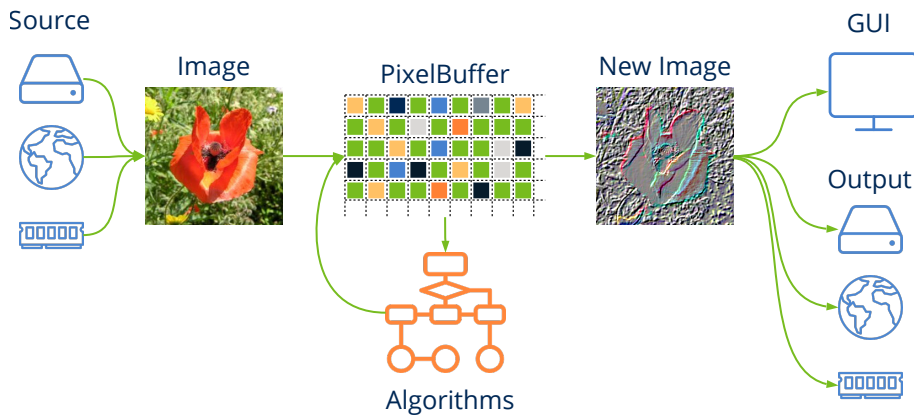 Source
Image
PixelBuffer
New Image
GUI
Output
Algorithms